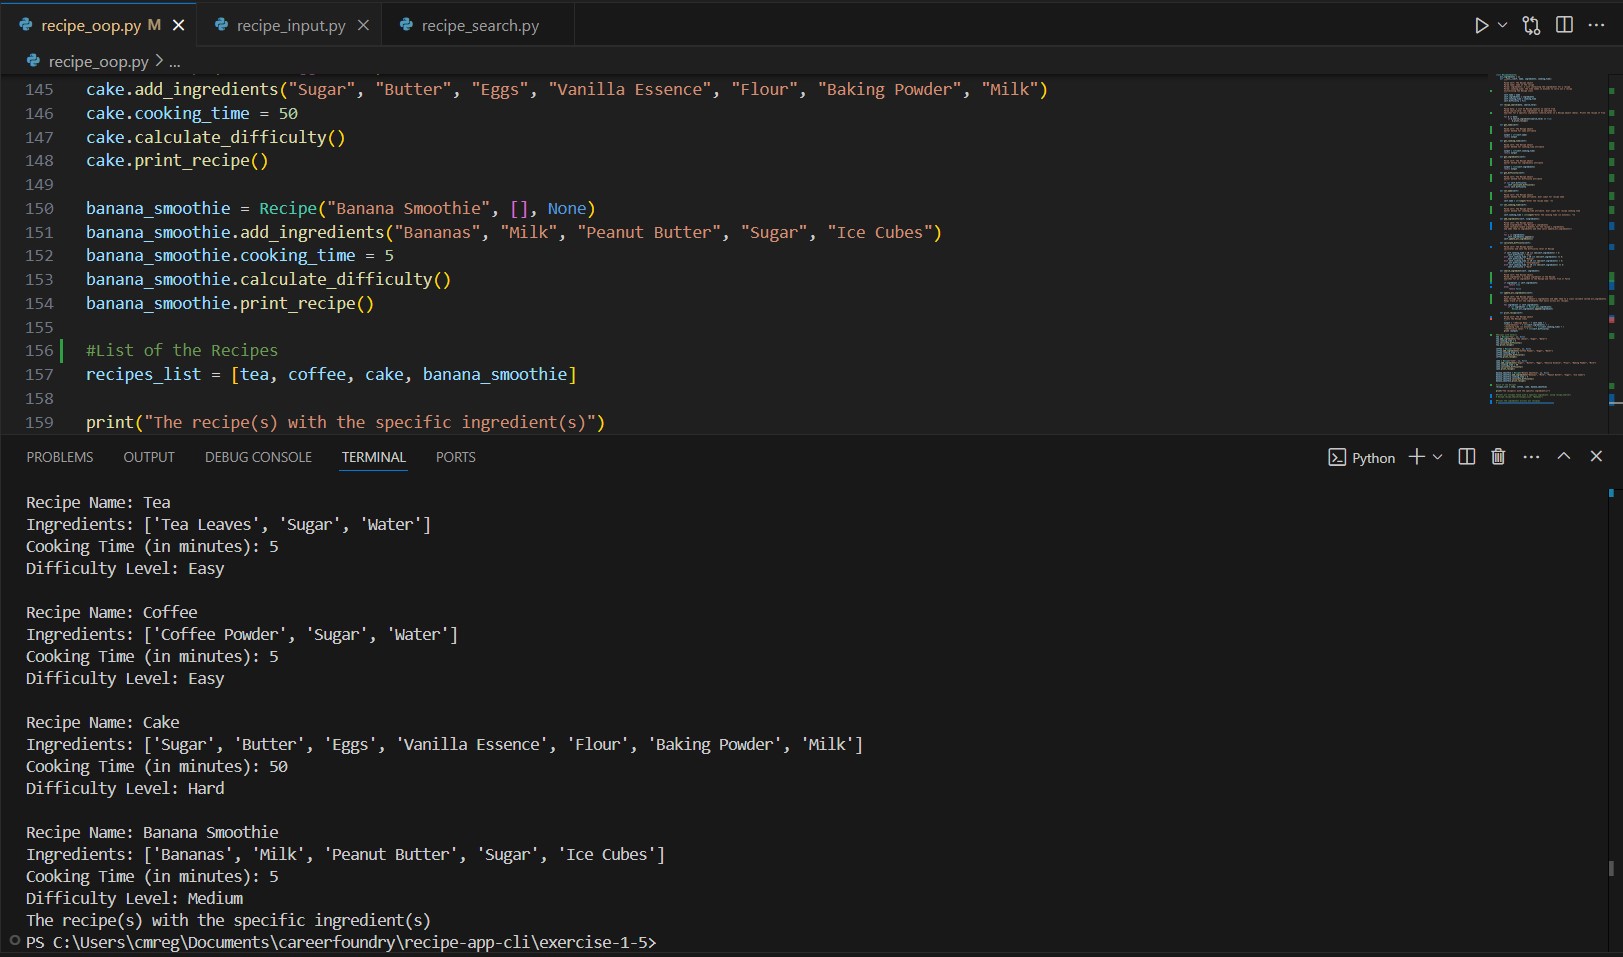 recipe_oop.py M
recipe_input.py
recipe_search.py
recipe_oop.py > ...
145 cake.add_ingredients("Sugar", "Butter", "Eggs", "Vanilla Essence", "Flour", "Baking Powder", "Milk")
146 cake.cooking_time = 50
147 cake.calculate_difficulty()
148 cake.print_recipe()
149
150 banana_smoothie = Recipe("Banana Smoothie", [], None)
151 banana_smoothie.add_ingredients("Bananas", "Milk", "Peanut Butter", "Sugar", "Ice Cubes")
152 banana_smoothie.cooking_time = 5
153 banana_smoothie.calculate_difficulty()
154 banana_smoothie.print_recipe()
155
156 #List of the Recipes
157 recipes_list = [tea, coffee, cake, banana_smoothie]
158
159 print("The recipe(s) with the specific ingredient(s)")
PROBLEMS OUTPUT DEBUG CONSOLE TERMINAL PORTS
Python
Recipe Name: Tea
Ingredients: ['Tea Leaves', 'Sugar', 'Water']
Cooking Time (in minutes): 5
Difficulty Level: Easy
Recipe Name: Coffee
Ingredients: ['Coffee Powder', 'Sugar', 'Water']
Cooking Time (in minutes): 5
Difficulty Level: Easy
Recipe Name: Cake
Ingredients: ['Sugar', 'Butter', 'Eggs', 'Vanilla Essence', 'Flour', 'Baking Powder', 'Milk']
Cooking Time (in minutes): 50
Difficulty Level: Hard
Recipe Name: Banana Smoothie
Ingredients: ['Bananas', 'Milk', 'Peanut Butter', 'Sugar', 'Ice Cubes']
Cooking Time (in minutes): 5
Difficulty Level: Medium
The recipe(s) with the specific ingredient(s)
PS C:\Users\cmreg\Documents\careerfoundry\recipe-app-cli\exercise-1-5>